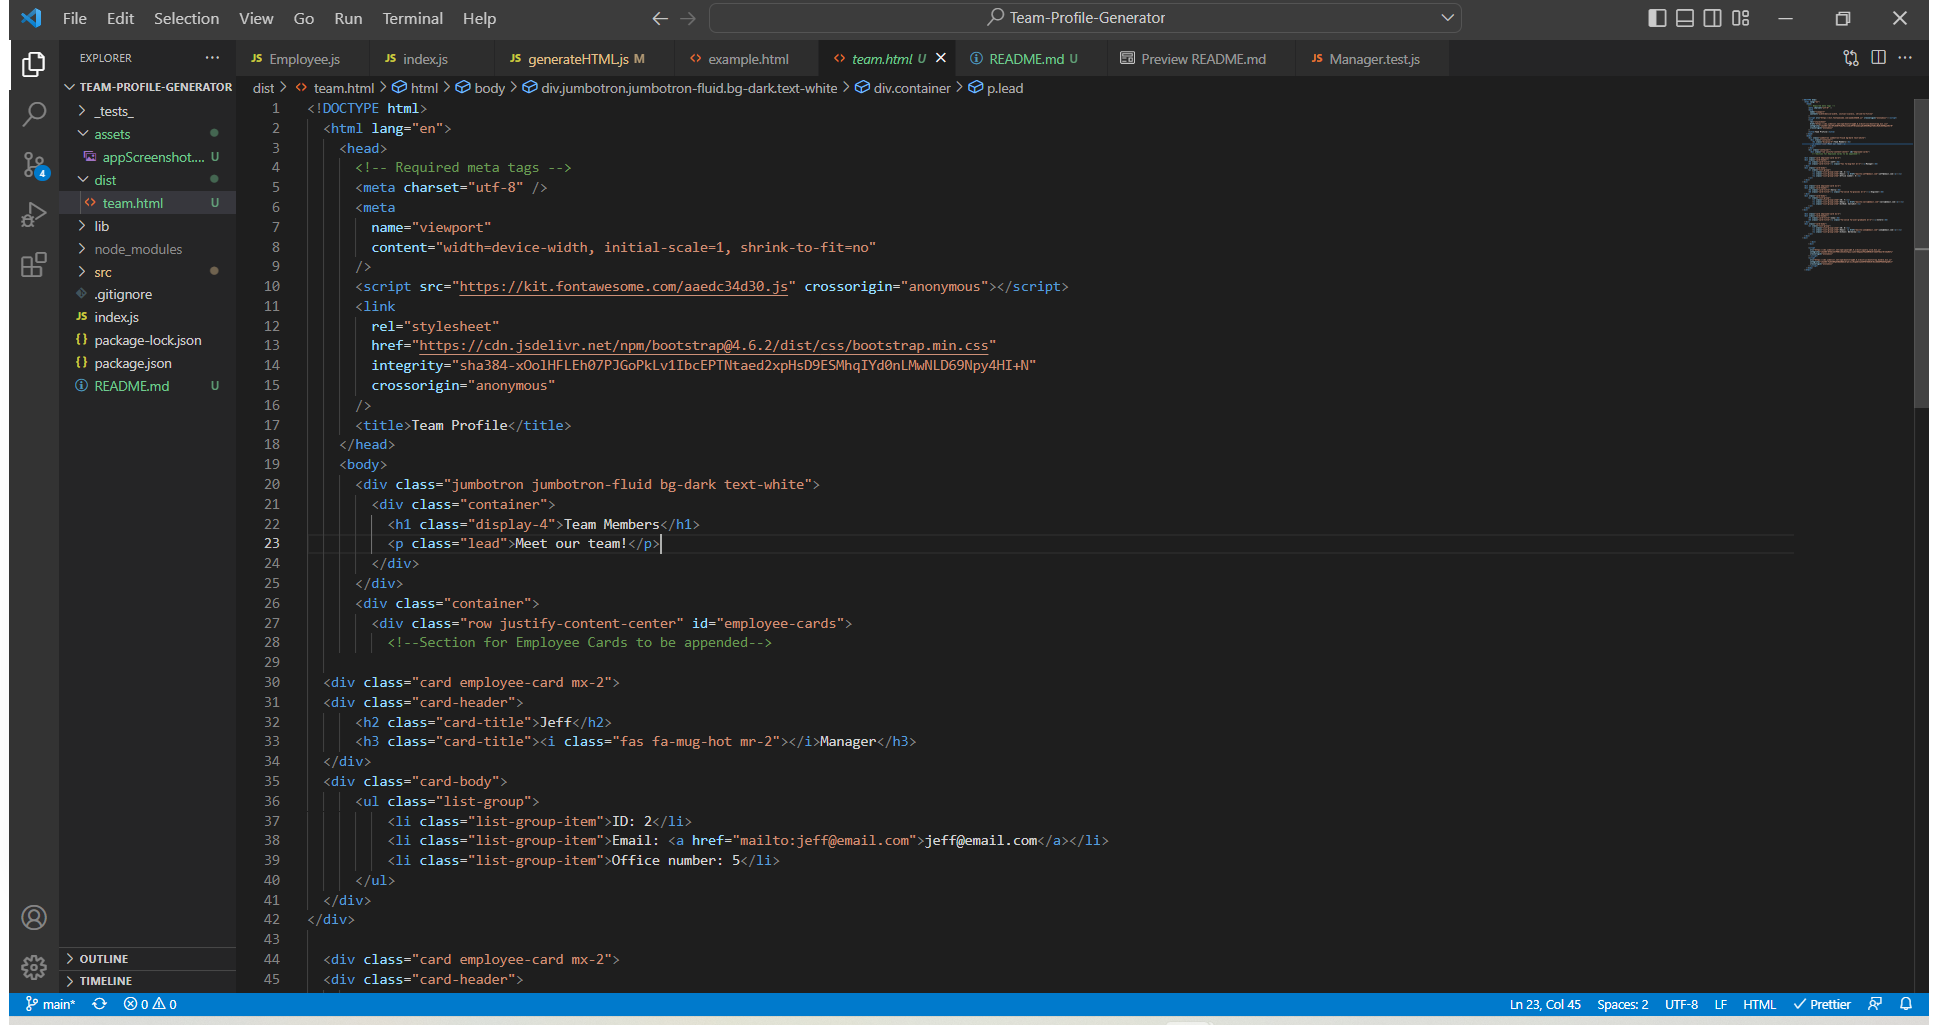 File Edit Selection View Go Run Terminal Help
Team-Profile-Generator
EXPLORER
JS Employee.js
JS index.js
JS generateHTML.js M
<> example.html
<> team.html U
README.md U
Preview README.md
JS Manager.test.js
TEAM-PROFILE-GENERATOR
_tests_
assets
appScreenshot.... U
dist
<> team.html U
lib
node_modules
src
.gitignore
JS index.js
{} package-lock.json
{} package.json
README.md U
4
OUTLINE
TIMELINE
dist > <> team.html > html > body > div.jumbotron.jumbotron-fluid.bg-dark.text-white > div.container > p.lead
1 <!DOCTYPE html>
2 <html lang="en">
3 <head>
4 <!-- Required meta tags -->
5 <meta charset="utf-8" />
6 <meta
7 name="viewport"
8 content="width=device-width, initial-scale=1, shrink-to-fit=no"
9 />
10 <script src="https://kit.fontawesome.com/aaedc34d30.js" crossorigin="anonymous"></script>
11 <link
12 rel="stylesheet"
13 href="https://cdn.jsdelivr.net/npm/bootstrap@4.6.2/dist/css/bootstrap.min.css"
14 integrity="sha384-xOolHFLEh07PJGoPkLv1IbcEPTNtaed2xpHsD9ESMhqIYd0nLMwNLD69Npy4HI+N"
15 crossorigin="anonymous"
16 />
17 <title>Team Profile</title>
18 </head>
19 <body>
20 <div class="jumbotron jumbotron-fluid bg-dark text-white">
21 <div class="container">
22 <h1 class="display-4">Team Members</h1>
23 <p class="lead">Meet our team!</p>
24 </div>
25 </div>
26 <div class="container">
27 <div class="row justify-content-center" id="employee-cards">
28 <!--Section for Employee Cards to be appended-->
29
30 <div class="card employee-card mx-2">
31 <div class="card-header">
32 <h2 class="card-title">Jeff</h2>
33 <h3 class="card-title"><i class="fas fa-mug-hot mr-2"></i>Manager</h3>
34 </div>
35 <div class="card-body">
36 <ul class="list-group">
37 <li class="list-group-item">ID: 2</li>
38 <li class="list-group-item">Email: <a href="mailto:jeff@email.com">jeff@email.com</a></li>
39 <li class="list-group-item">Office number: 5</li>
40 </ul>
41 </div>
42 </div>
43
44 <div class="card employee-card mx-2">
45 <div class="card-header">
main* 0 0
Ln 23, Col 45 Spaces: 2 UTF-8 LF HTML Prettier